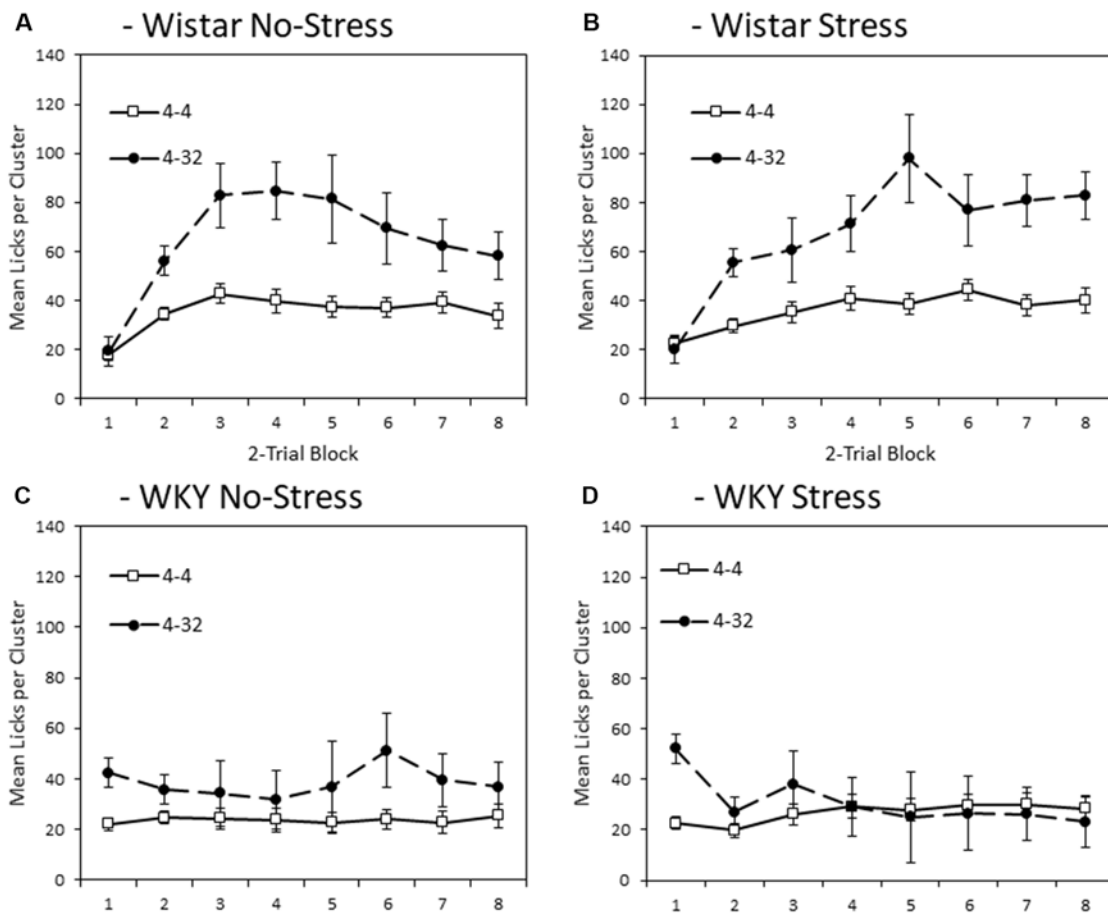 A - Wistar No-Stress
140
120
100
80
60
40
20
0
Mean Licks per Cluster
4-4
4-32
1 2 3 4 5 6 7 8
2-Trial Block
B - Wistar Stress
140
120
100
80
60
40
20
0
Mean Licks per Cluster
4-4
4-32
1 2 3 4 5 6 7 8
2-Trial Block
C - WKY No-Stress
140
120
100
80
60
40
20
0
Mean Licks per Cluster
4-4
4-32
1 2 3 4 5 6 7 8
D - WKY Stress
140
120
100
80
60
40
20
0
Mean Licks per Cluster
4-4
4-32
1 2 3 4 5 6 7 8